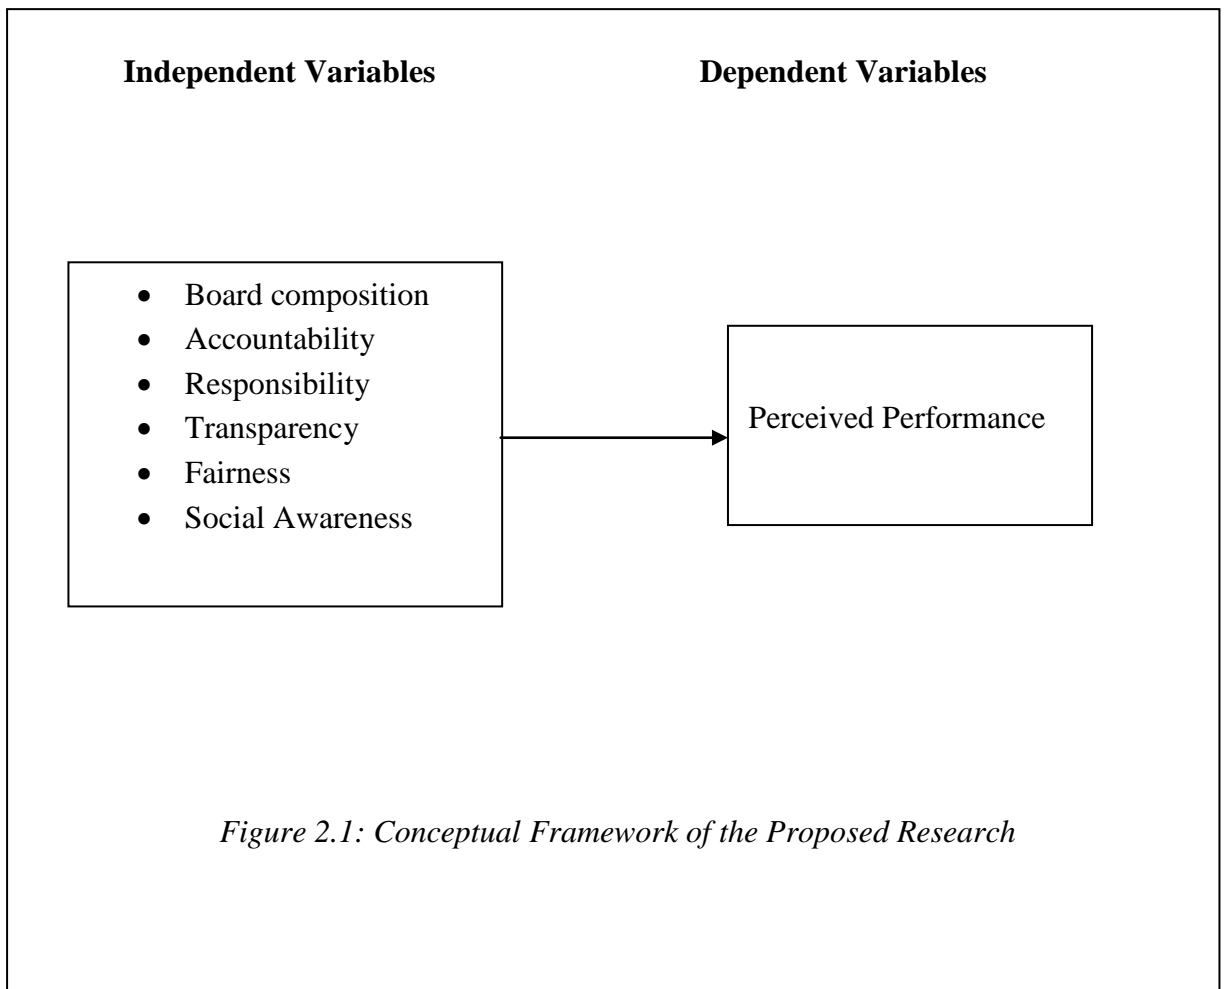 Independent Variables
Dependent Variables
• Board composition
• Accountability
• Responsibility
• Transparency
• Fairness
• Social Awareness
Perceived Performance
Figure 2.1: Conceptual Framework of the Proposed Research